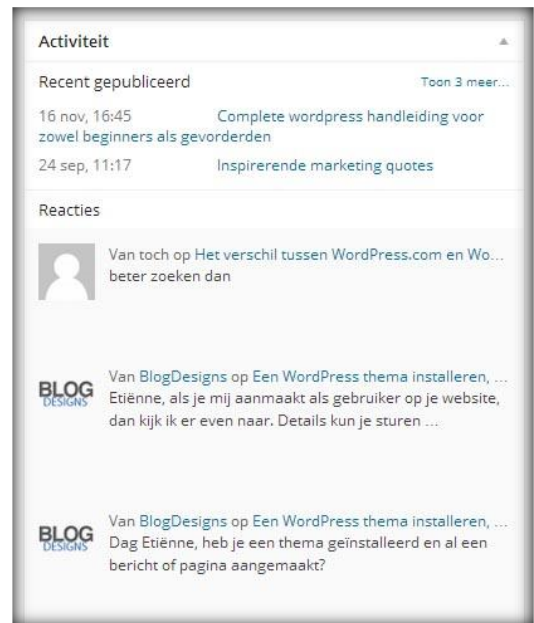 Activiteit
Recent gepubliceerd Toon 3 meer...
16 nov, 16:45 Complete wordpress handleiding voor
zowel beginners als gevorderden
24 sep, 11:17 Inspirerende marketing quotes
Reacties
Van toch op Het verschil tussen WordPress.com en Wo...
beter zoeken dan
BLOG
DESIGNS
Van BlogDesigns op Een WordPress thema installeren, ...
Etiënne, als je mij aanmaakt als gebruiker op je website,
dan kijk ik er even naar. Details kun je sturen ...
BLOG
DESIGNS
Van BlogDesigns op Een WordPress thema installeren, ...
Dag Etiënne, heb je een thema geïnstalleerd en al een
bericht of pagina aangemaakt?